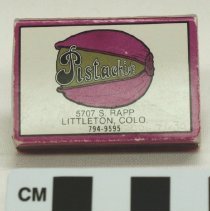 Pistachio
5707 S. RAPP
LITTLETON, COLO
794-9595
CM